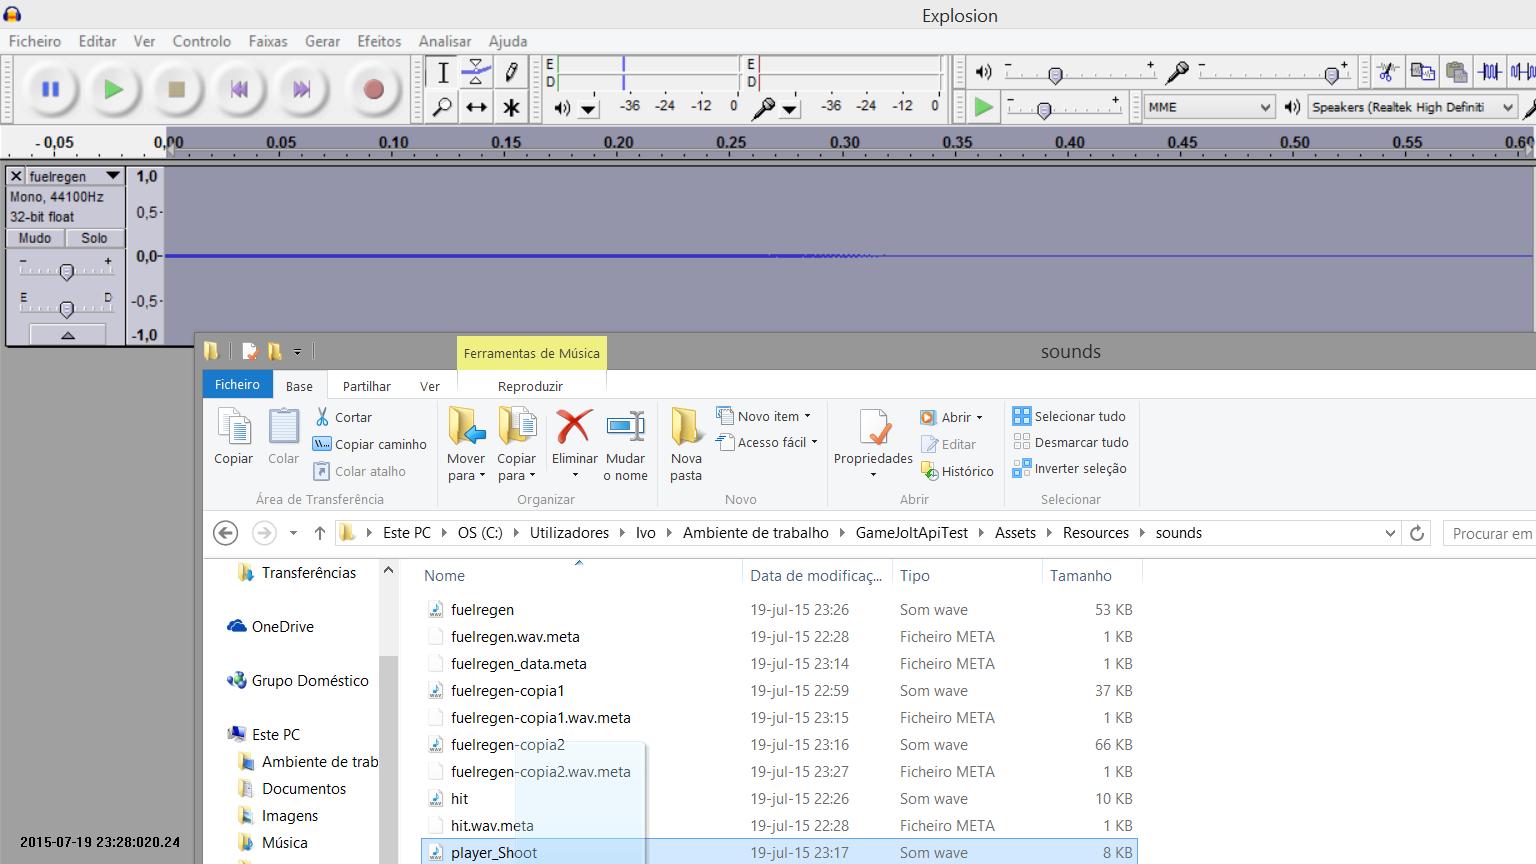 Explosion
Ficheiro Editar Ver Controlo Faixas Gerar Efeitos Analisar Ajuda
E D -36 -24 -12 0 E D -36 -24 -12 0
MME Speakers (Realtek High Definiti
- 0,05 0,00 0.05 0.10 0.15 0.20 0.25 0.30 0.35 0.40 0.45 0.50 0.55 0.60
fuelregen 1,0
Mono, 44100Hz
32-bit float 0,5
Mudo Solo
- + 0,0
E D -0,5
-1,0
Ferramentas de Música sounds
Ficheiro Base Partilhar Ver Reproduzir
Copiar
Colar
Cortar
Copiar caminho
Colar atalho
Área de Transferência
Mover para
Copiar para
Eliminar
Mudar o nome
Organizar
Nova pasta
Novo item
Acesso fácil
Novo
Propriedades
Abrir
Editar
Histórico
Abrir
Selecionar tudo
Desmarcar tudo
Inverter seleção
Selecionar
Este PC OS (C:) Utilizadores Ivo Ambiente de trabalho GameJoltApiTest Assets Resources sounds Procurar em
Transferências
OneDrive
Grupo Doméstico
Este PC
Ambiente de trab
Documentos
Imagens
Música
Nome Data de modificaç... Tipo Tamanho
fuelregen 19-jul-15 23:26 Som wave 53 KB
fuelregen.wav.meta 19-jul-15 22:28 Ficheiro META 1 KB
fuelregen_data.meta 19-jul-15 23:14 Ficheiro META 1 KB
fuelregen-copia1 19-jul-15 22:59 Som wave 37 KB
fuelregen-copia1.wav.meta 19-jul-15 23:15 Ficheiro META 1 KB
fuelregen-copia2 19-jul-15 23:16 Som wave 66 KB
fuelregen-copia2.wav.meta 19-jul-15 23:27 Ficheiro META 1 KB
hit 19-jul-15 22:26 Som wave 10 KB
hit.wav.meta 19-jul-15 22:28 Ficheiro META 1 KB
player_Shoot 19-jul-15 23:17 Som wave 8 KB
2015-07-19 23:28:020.24